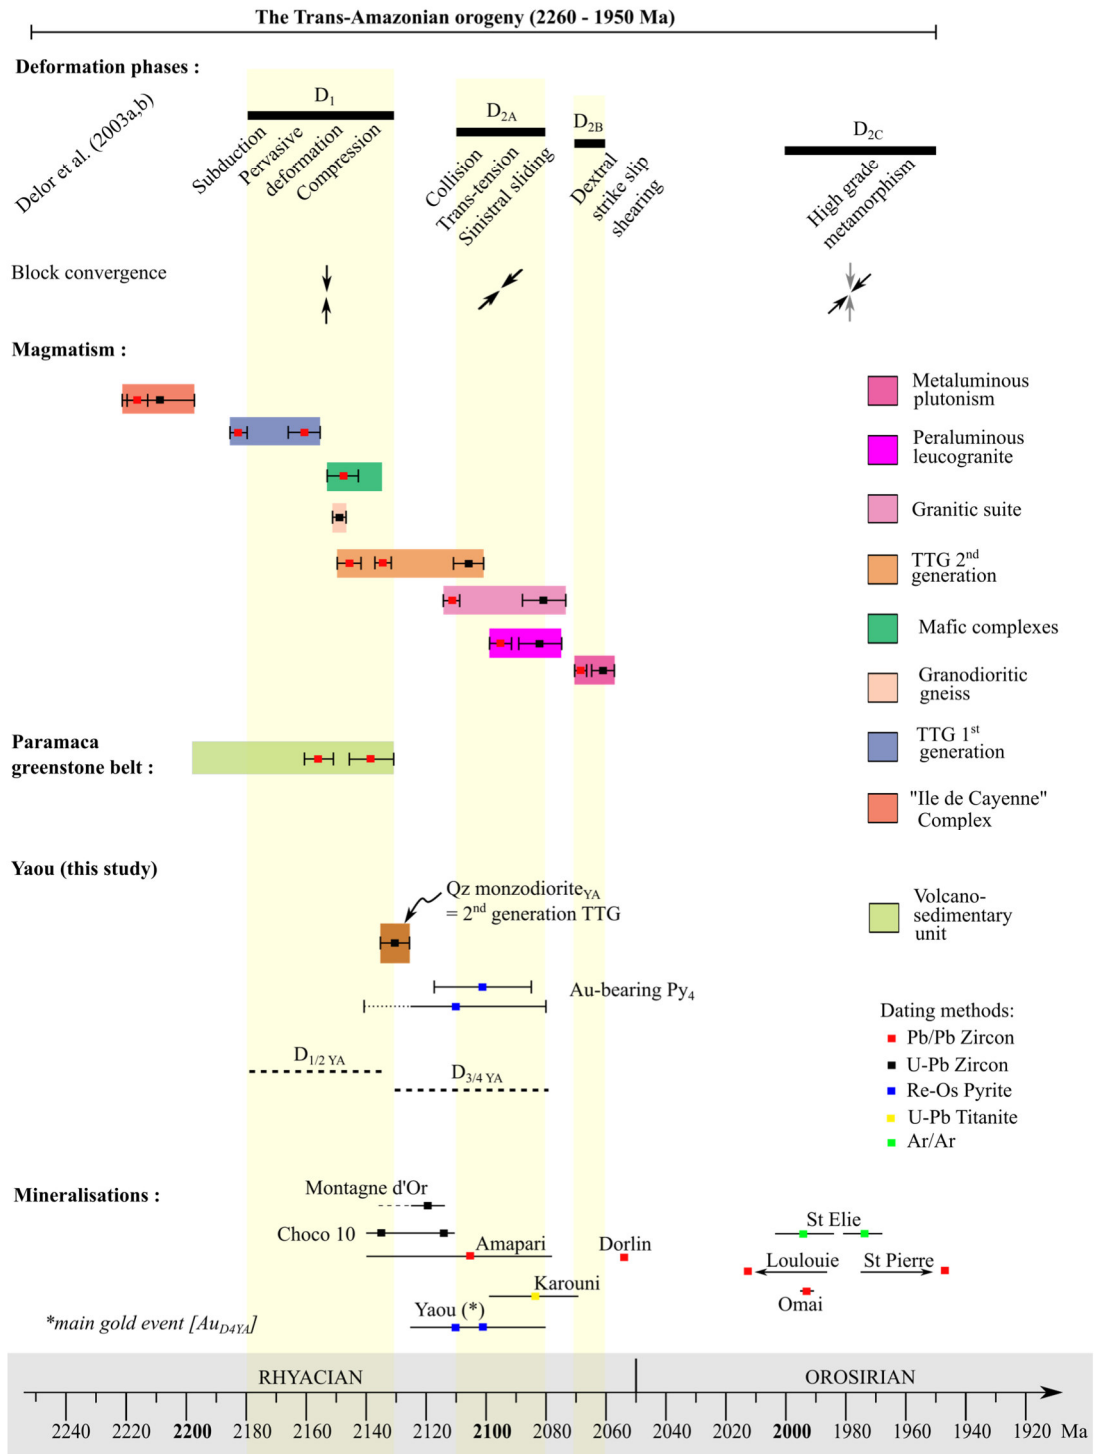 The Trans-Amazonian orogeny (2260 - 1950 Ma)
Deformation phases :
D1
D2A
D2B
D2C
Delor et al. (2003a,b)
Subduction
Pervasive
deformation
Compression
Collision
Trans-tension
Sinistral sliding
Dextral
strike slip
shearing
High grade
metamorphism
Block convergence
Magmatism :
Metaluminous
plutonism
Peraluminous
leucogranite
Granitic suite
TTG 2nd
generation
Mafic complexes
Granodioritic
gneiss
TTG 1st
generation
"Ile de Cayenne"
Complex
Paramaca
greenstone belt :
Yaou (this study)
Qz monzodioriteYA
= 2nd generation TTG
Volcano-
sedimentary
unit
Au-bearing Py4
Dating methods:
Pb/Pb Zircon
U-Pb Zircon
Re-Os Pyrite
U-Pb Titanite
Ar/Ar
D1/2 YA
D3/4 YA
Mineralisations :
Montagne d'Or
Choco 10
Amapari
Dorlin
St Elie
Loulouie
St Pierre
Karouni
Omai
Yaou (*)
*main gold event [AuD4YA]
RHYACIAN
OROSIRIAN
2240 2220 2200 2180 2160 2140 2120 2100 2080 2060 2000 1980 1960 1940 1920 Ma